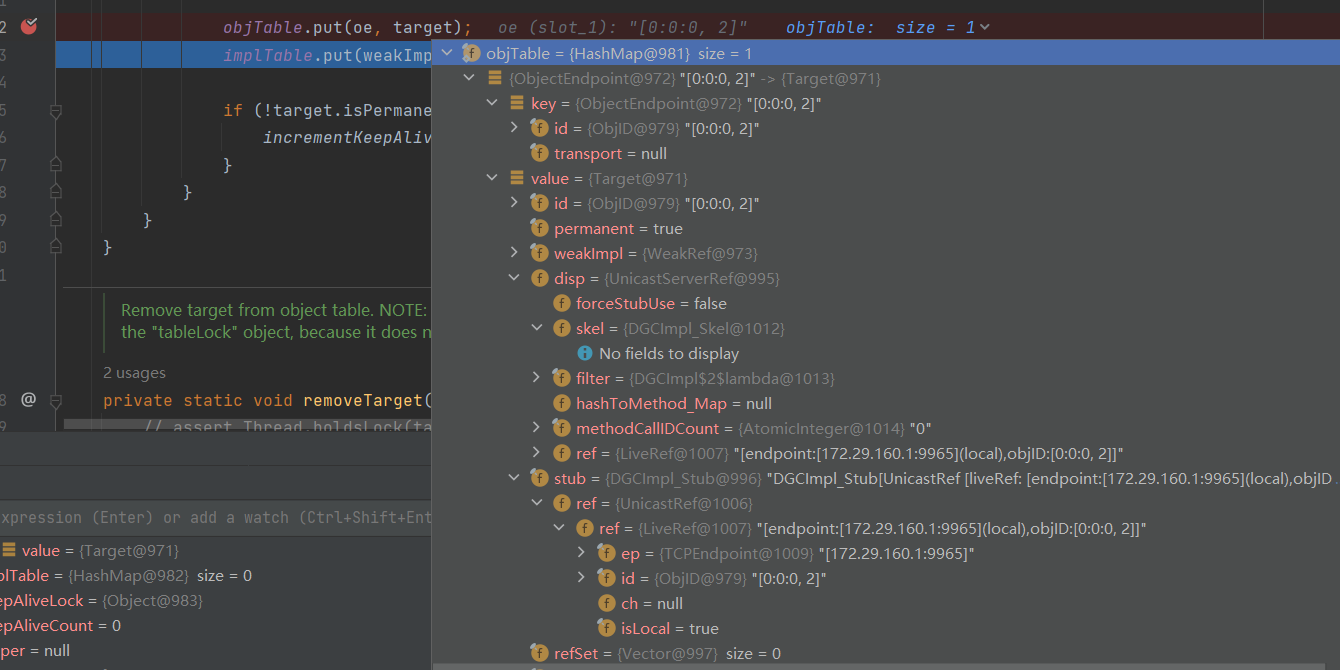 2 objTable.put(oe, target); oe (slot_1): "[0:0:0, 2]" objTable: size = 1
3 implTable.put(weakImp
4
5 if (!target.isPermane
6 incrementKeepAliv
7 }
8 }
9 }
0 }
1
Remove target from object table. NOTE:
the "tableLock" object, because it does n
2 usages
8 @ private static void removeTarget(
9 // assert Thread.holdsLock(ta
xpression (Enter) or add a watch (Ctrl+Shift+Ent
value = {Target@971}
plTable = {HashMap@982} size = 0
epAliveLock = {Object@983}
epAliveCount = 0
per = null
objTable = {HashMap@981} size = 1
{ObjectEndpoint@972} "[0:0:0, 2]" -> {Target@971}
key = {ObjectEndpoint@972} "[0:0:0, 2]"
f id = {ObjID@979} "[0:0:0, 2]"
f transport = null
value = {Target@971}
f id = {ObjID@979} "[0:0:0, 2]"
f permanent = true
f weakImpl = {WeakRef@973}
f disp = {UnicastServerRef@995}
f forceStubUse = false
f skel = {DGCImpl_Skel@1012}
i No fields to display
f filter = {DGCImpl$2$lambda@1013}
f hashToMethod_Map = null
f methodCallIDCount = {AtomicInteger@1014} "0"
f ref = {LiveRef@1007} "[endpoint:[172.29.160.1:9965](local),objID:[0:0:0, 2]]"
f stub = {DGCImpl_Stub@996} "DGCImpl_Stub[UnicastRef [liveRef: [endpoint:[172.29.160.1:9965](local),objID
f ref = {UnicastRef@1006}
f ref = {LiveRef@1007} "[endpoint:[172.29.160.1:9965](local),objID:[0:0:0, 2]]"
f ep = {TCPEndpoint@1009} "[172.29.160.1:9965]"
f id = {ObjID@979} "[0:0:0, 2]"
f ch = null
f isLocal = true
f refSet = {Vector@997} size = 0